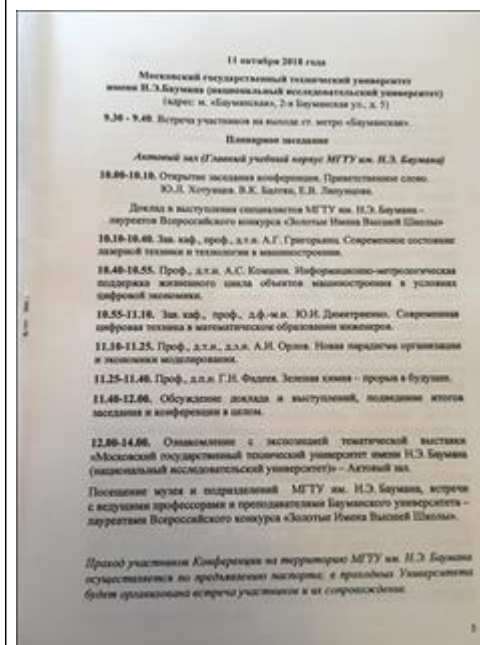 11 октября 2018 года
Московский государственный технический университет
имени Н.Э.Баумана (национальный исследовательский университет)
(адрес: м. «Бауманская», 2-я Бауманская ул., д. 5)
9.30 - 9.40. Встреча участников на выходе ст. метро «Бауманская».
Пленарное заседание
Актовый зал (Главный учебный корпус МГТУ им. Н.Э. Баумана)
10.00-10.10. Открытие заседания конференции. Приветственное слово.
Ю.Л. Хотунцев. В.К. Балтян, Е.В.
Доклад и выступления специалистов МГТУ им. Н.Э. Баумана –
лауреатов Всероссийского конкурса «Золотые Имена Высшей Школы»
10.10-10.40. Зав. каф., проф., д.т.н. А.Г. Григорьянц. Современное состояние
лазерной техники и технологии в машиностроении.
10.40-10.55. Проф., д.т.н. А.С. Комшин. Информационно-метрологическая
поддержка жизненного цикла объектов машиностроения в условиях
цифровой экономики.
10.55-11.10. Зав. каф., проф., д.ф.-м.н. Ю.И. Димитриенко. Современная
цифровая техника в математическом образовании инженеров.
11.10-11.25. Проф., д.т.н., д.э.н. А.И. Орлов. Новая парадигма организации
и экономики моделирования.
11.25-11.40. Проф., д.п.н. Г.Н. Фадеев. Зеленая химия – прорыв в будущее.
11.40-12.00. Обсуждение доклада и выступлений, подведение итогов
заседания и конференции в целом.
12.00-14.00. Ознакомление с экспозицией тематической выставки
«Московский государственный технический университет имени Н.Э. Баумана
(национальный исследовательский университет)» – Актовый зал.
Посещение музея и подразделений МГТУ им. Н.Э. Баумана, встречи
с ведущими профессорами и преподавателями Бауманского университета –
лауреатами Всероссийского конкурса «Золотые Имена Высшей Школы».
Проход участников Конференции на территорию МГТУ им. Н.Э. Баумана
осуществляется по предъявлению паспорта; в проходных Университета
будет организована встреча участников и их сопровождение.
5